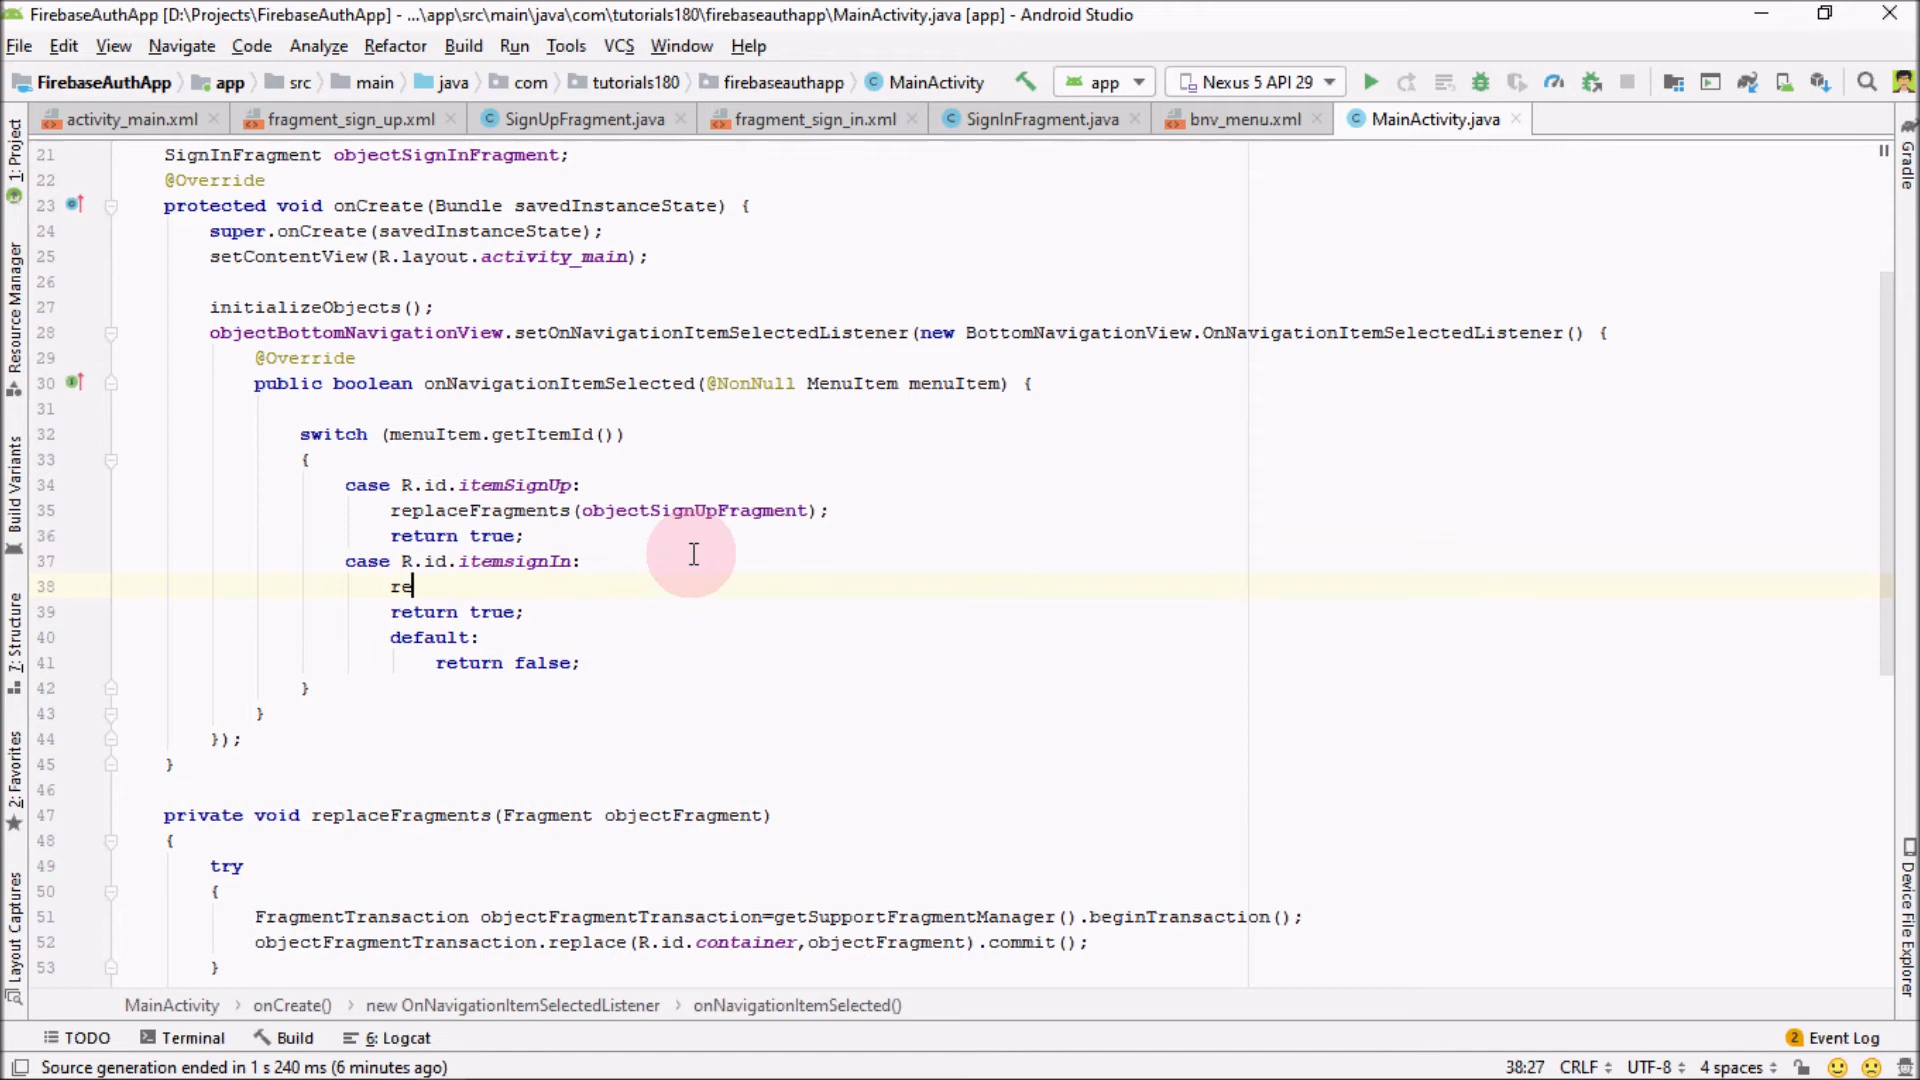 FirebaseAuthApp [D:\Projects\FirebaseAuthApp] - ...\app\src\main\java\com\tutorials180\firebaseauthapp\MainActivity.java [app] - Android Studio
File Edit View Navigate Code Analyze Refactor Build Run Tools VCS Window Help
FirebaseAuthApp app src main java com tutorials180 firebaseauthapp MainActivity app Nexus 5 API 29
activity_main.xml fragment_sign_up.xml SignUpFragment.java fragment_sign_in.xml SignInFragment.java bnv_menu.xml MainActivity.java
1: Project
Resource Manager
Build Variants
7: Structure
2: Favorites
Layout Captures
21 SignInFragment objectSignInFragment;
22 @Override
23 protected void onCreate(Bundle savedInstanceState) {
24 super.onCreate(savedInstanceState);
25 setContentView(R.layout.activity_main);
26
27 initializeObjects();
28 objectBottomNavigationView.setOnNavigationItemSelectedListener(new BottomNavigationView.OnNavigationItemSelectedListener() {
29 @Override
30 public boolean onNavigationItemSelected(@NonNull MenuItem menuItem) {
31
32 switch (menuItem.getItemId())
33 {
34 case R.id.itemSignUp:
35 replaceFragments(objectSignUpFragment);
36 return true;
37 case R.id.itemsignIn:
38 re
39 return true;
40 default:
41 return false;
42 }
43 }
44 });
45 }
46
47 private void replaceFragments(Fragment objectFragment)
48 {
49 try
50 {
51 FragmentTransaction objectFragmentTransaction=getSupportFragmentManager().beginTransaction();
52 objectFragmentTransaction.replace(R.id.container,objectFragment).commit();
53 }
Gradle
Device File Explorer
MainActivity onCreate() new OnNavigationItemSelectedListener onNavigationItemSelected()
TODO Terminal Build 6: Logcat 2 Event Log
Source generation ended in 1 s 240 ms (6 minutes ago) 38:27 CRLF UTF-8 4 spaces